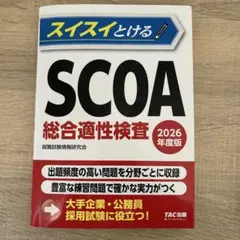 スイスイとける
SCOA
総合適性検査
2026
年度版
就職試験情報研究会
出題頻度の高い問題を分野ごとに収録
豊富な練習問題で確かな実力がつく
大手企業・公務員
採用試験に役立つ!
TAC出版